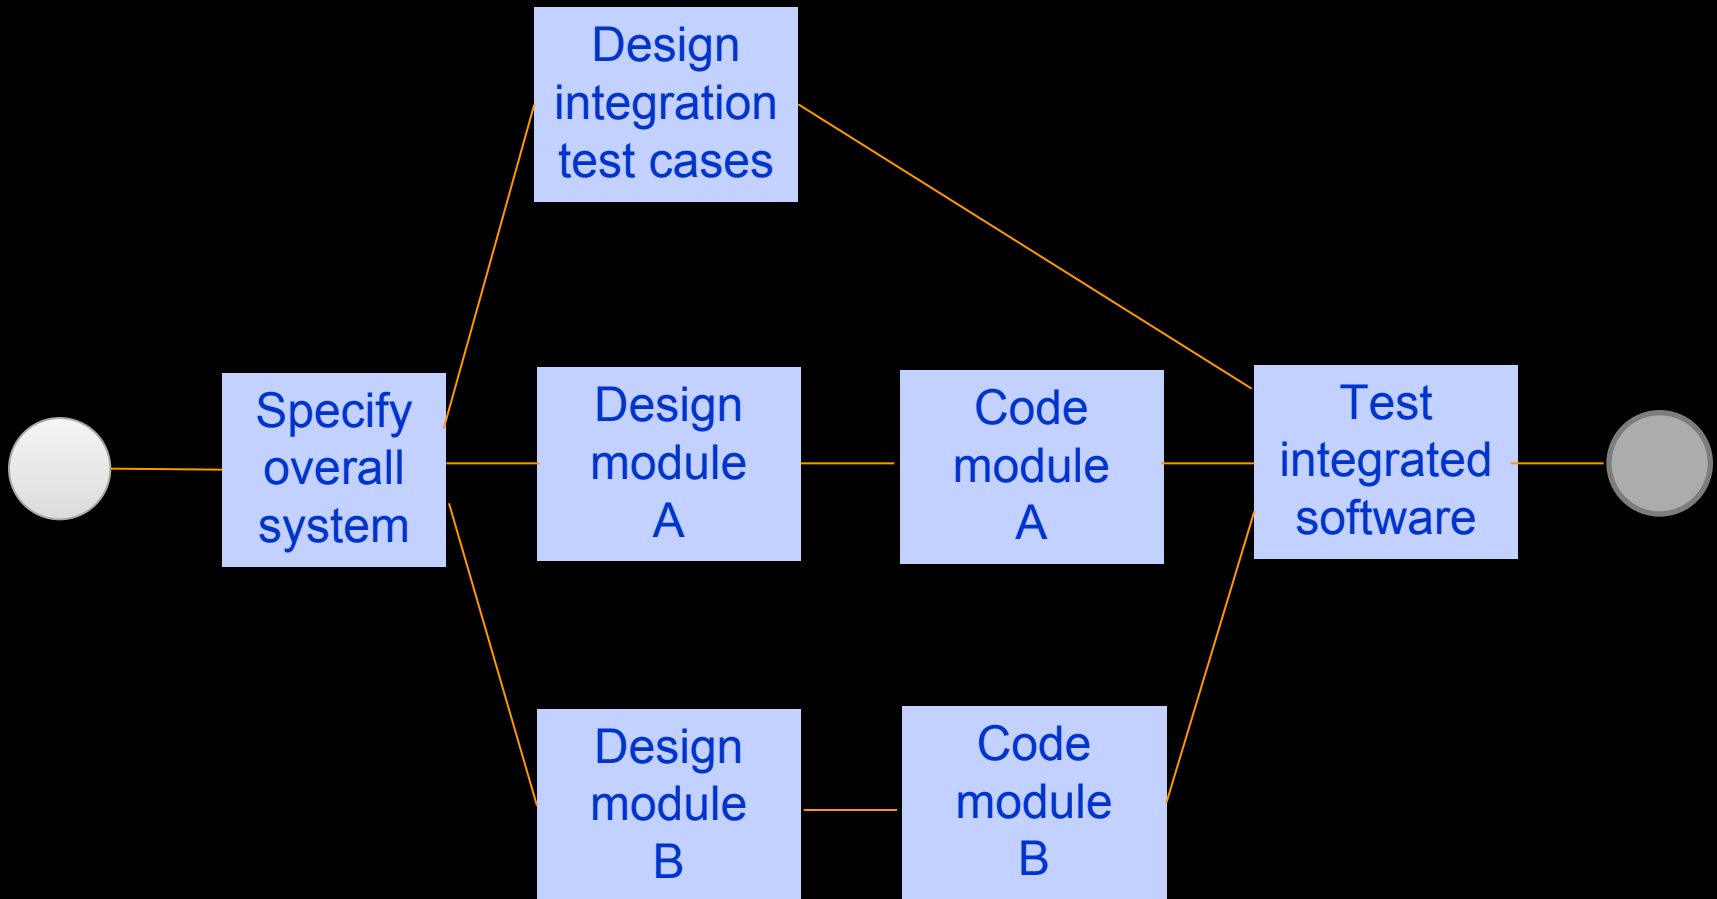 Design
integration
test cases
Specify
overall
system
Design
module
A
Code
module
A
Test
integrated
software
Design
module
B
Code
module
B